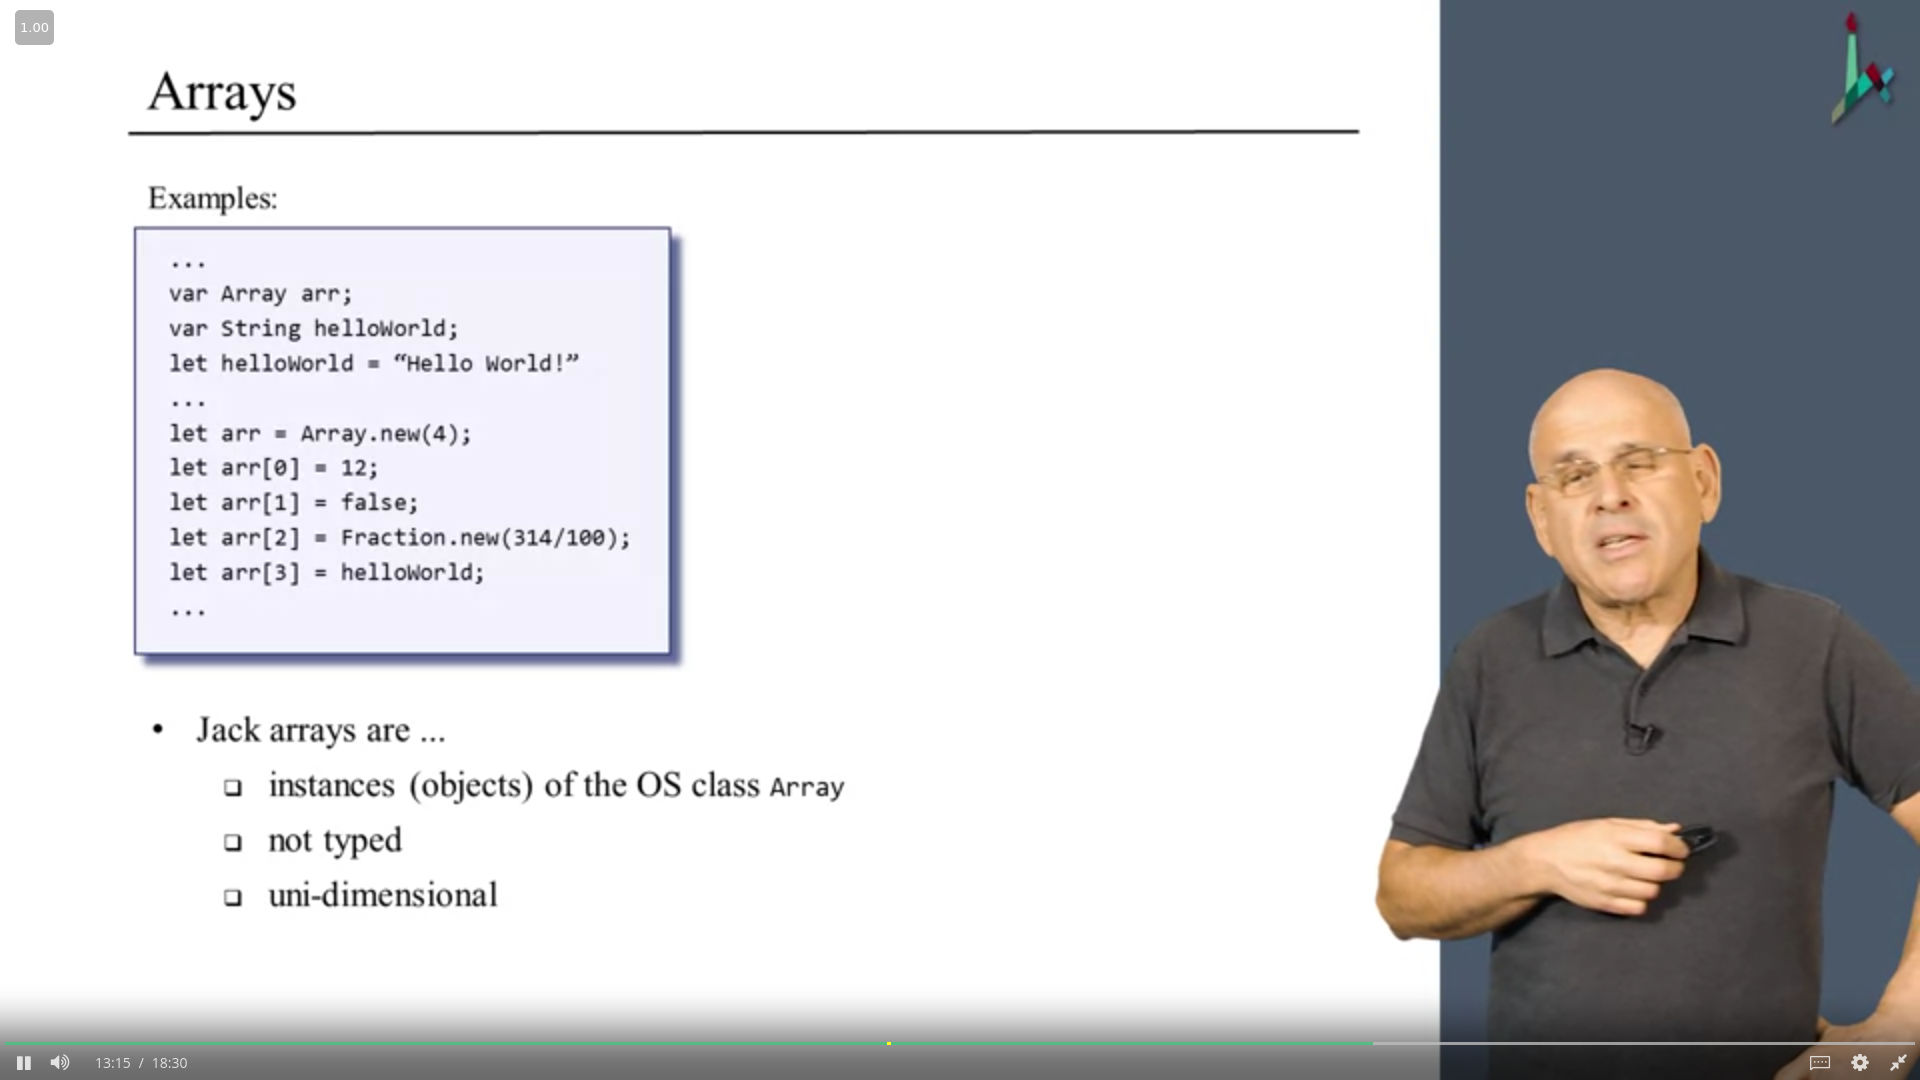 1.00
Arrays
Examples:
...
var Array arr;
var String helloWorld;
let helloWorld = “Hello World!”
...
let arr = Array.new(4);
let arr[0] = 12;
let arr[1] = false;
let arr[2] = Fraction.new(314/100);
let arr[3] = helloWorld;
...
• Jack arrays are ...
❑ instances (objects) of the OS class Array
❑ not typed
❑ uni-dimensional
13:15 / 18:30